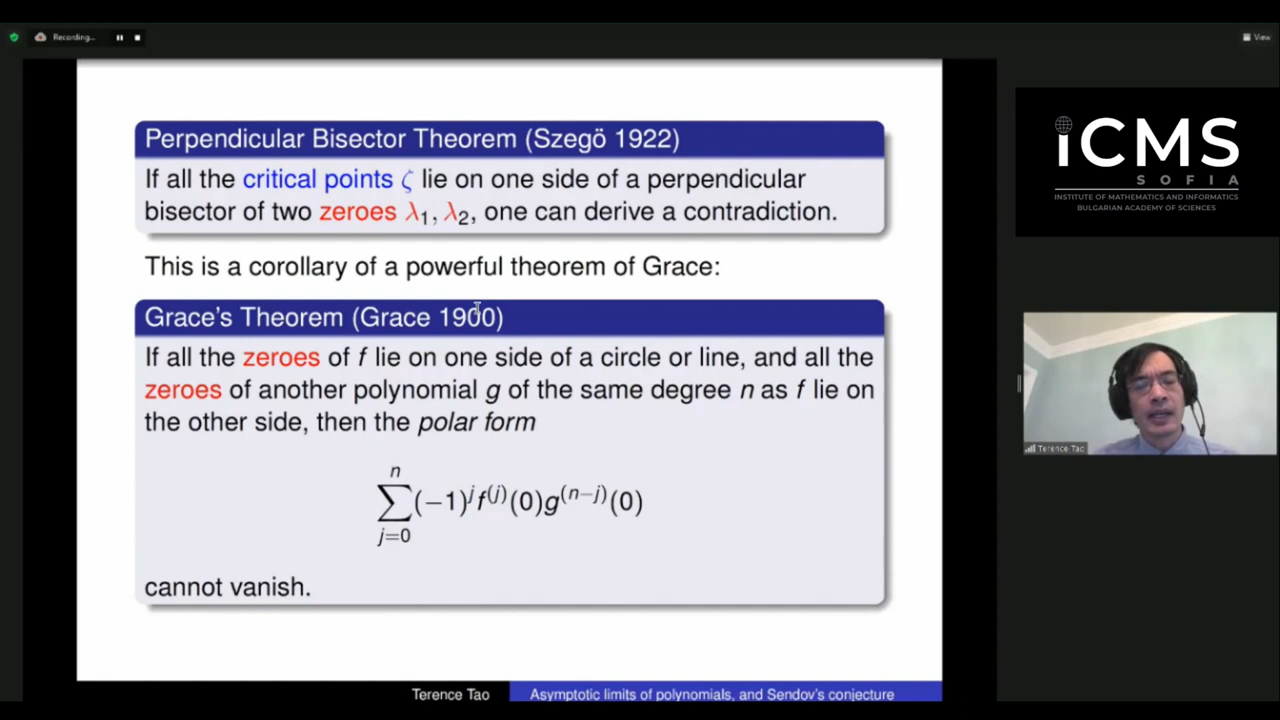 Recording...
View
Perpendicular Bisector Theorem (Szegö 1922)
If all the critical points ζ lie on one side of a perpendicular
bisector of two zeroes λ₁, λ₂, one can derive a contradiction.
This is a corollary of a powerful theorem of Grace:
Grace's Theorem (Grace 1900)
If all the zeroes of f lie on one side of a circle or line, and all the
zeroes of another polynomial g of the same degree n as f lie on
the other side, then the polar form
n
∑(−1)ʲf⁽ʲ⁾(0)g⁽ⁿ⁻ʲ⁾(0)
j=0
cannot vanish.
Terence Tao
Asymptotic limits of polynomials, and Sendov's conjecture
iCMS
SOFIA
INSTITUTE OF MATHEMATICS AND INFORMATICS
BULGARIAN ACADEMY OF SCIENCES
Terence Tao